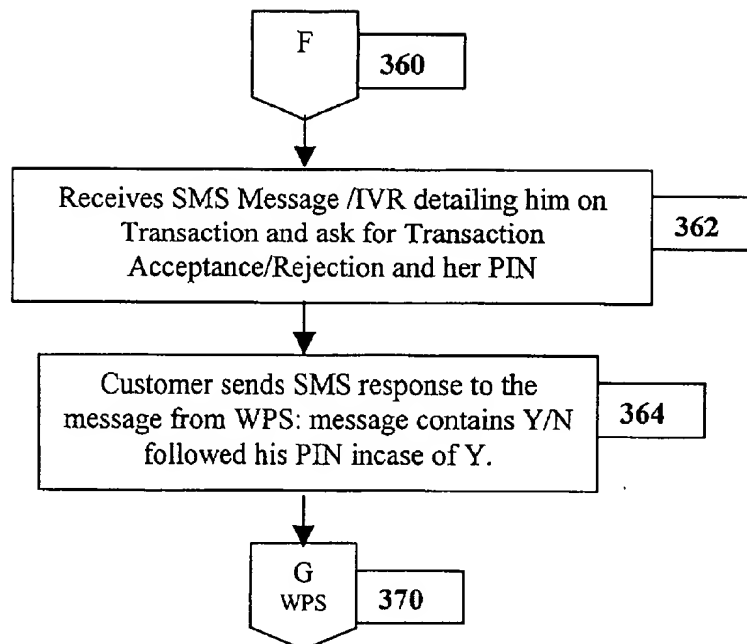 F
360
Receives SMS Message /IVR detailing him on
Transaction and ask for Transaction
Acceptance/Rejection and her PIN
362
Customer sends SMS response to the
message from WPS: message contains Y/N
followed his PIN incase of Y.
364
G
WPS
370